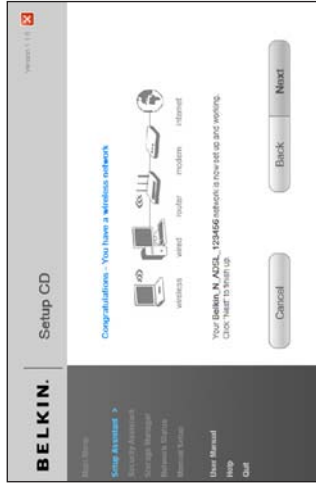 BELKIN.
Setup CD
Version 1.1.6
Main Menu
Setup Assistant >
Security Assistant
Storage Manager
Network Status
Manual Setup
User Manual
Help
Quit
Congratulations - You have a wireless network
wireless wired router modem internet
Your Belkin_N_ADSL_123456 network is now set up and working.
Click "Next" to finish up.
Cancel
Back
Next